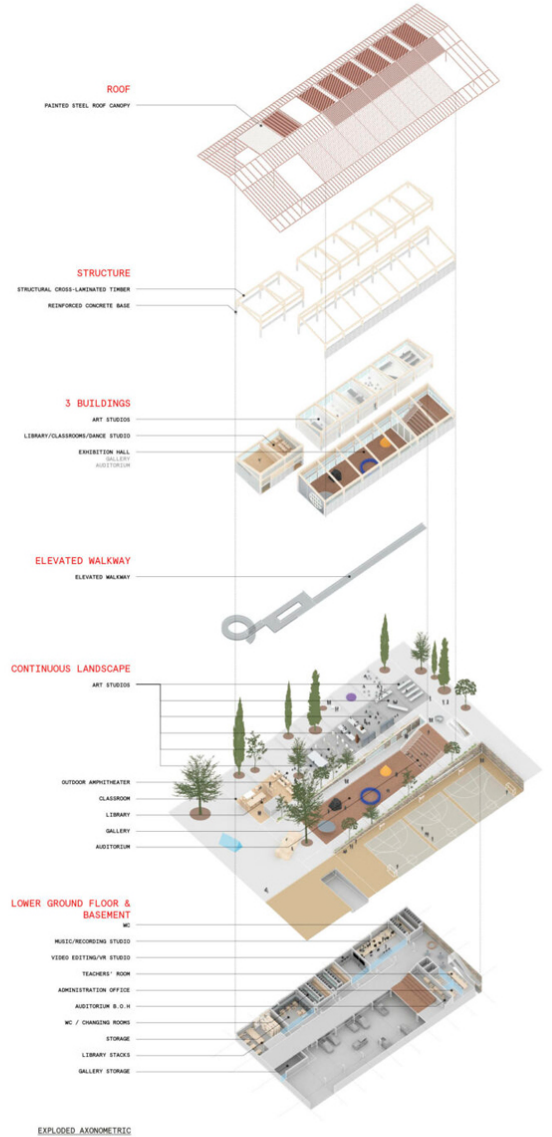 ROOF
PAINTED STEEL ROOF CANOPY
STRUCTURE
STRUCTURAL CROSS-LAMINATED TIMBER
REINFORCED CONCRETE BASE
3 BUILDINGS
ART STUDIOS
LIBRARY/CLASSROOMS/DANCE STUDIO
EXHIBITION HALL
GALLERY
AUDITORIUM
ELEVATED WALKWAY
ELEVATED WALKWAY
CONTINUOUS LANDSCAPE
ART STUDIOS
OUTDOOR AMPHITHEATER
CLASSROOM
LIBRARY
GALLERY
AUDITORIUM
LOWER GROUND FLOOR &
BASEMENT
WC
MUSIC/RECORDING STUDIO
VIDEO EDITING/VR STUDIO
TEACHERS' ROOM
ADMINISTRATION OFFICE
AUDITORIUM B.O.H
WC / CHANGING ROOMS
STORAGE
LIBRARY STACKS
GALLERY STORAGE
EXPLODED AXONOMETRIC